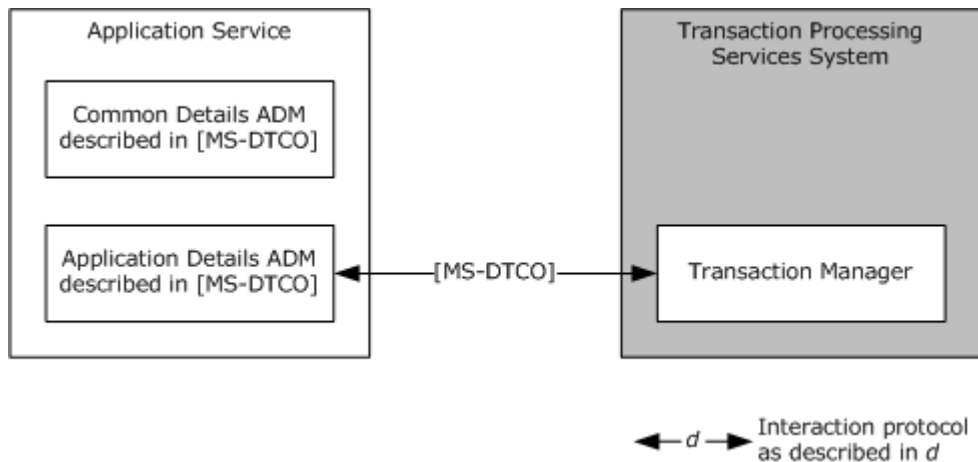 Application Service
Common Details ADM
described in [MS-DTCO]
Application Details ADM
described in [MS-DTCO]
[MS-DTCO]
Transaction Processing
Services System
Transaction Manager
d
Interaction protocol
as described in d